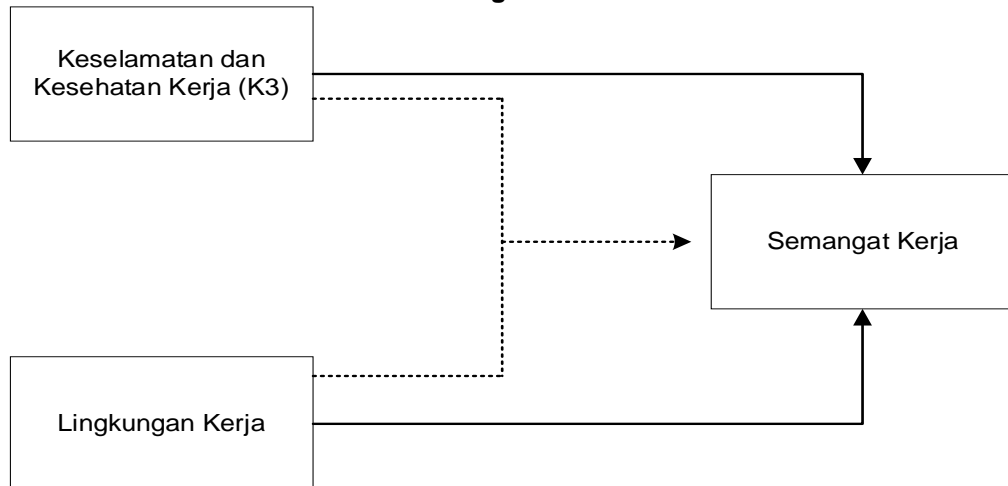 Keselamatan dan
Kesehatan Kerja (K3)
Semangat Kerja
Lingkungan Kerja